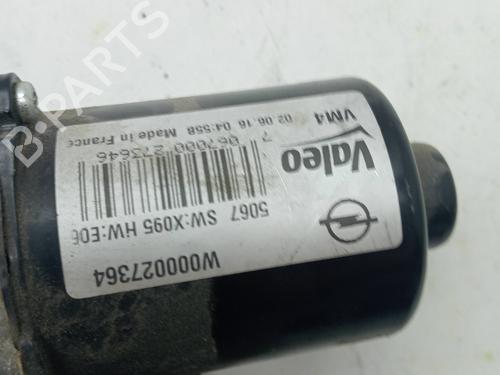 Valeo
VM4
02 06 16 04:55B Made in France
7 067000 273646
5067 SW:X095 HW:E06
W000027364
B-PARTS